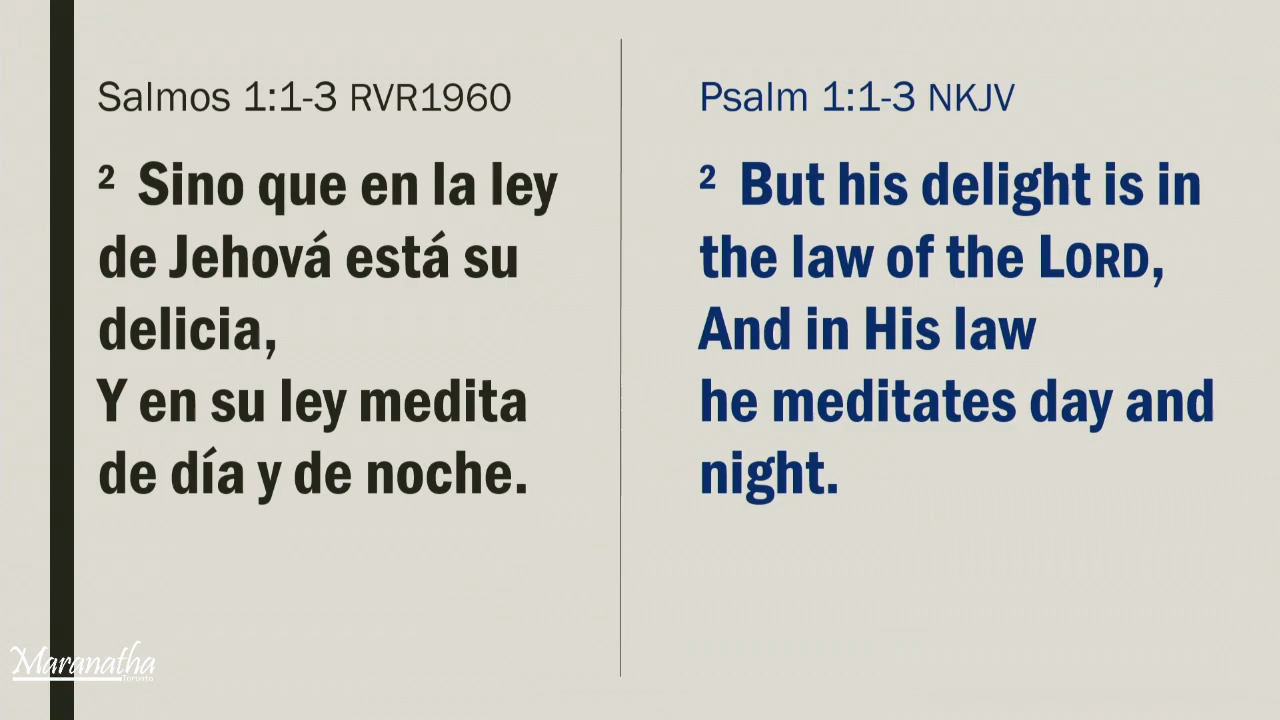 Salmos 1:1-3 RVR1960
² Sino que en la ley
de Jehová está su
delicia,
Y en su ley medita
de día y de noche.
Psalm 1:1-3 NKJV
² But his delight is in
the law of the LORD,
And in His law
he meditates day and
night.
Maranatha
Toronto